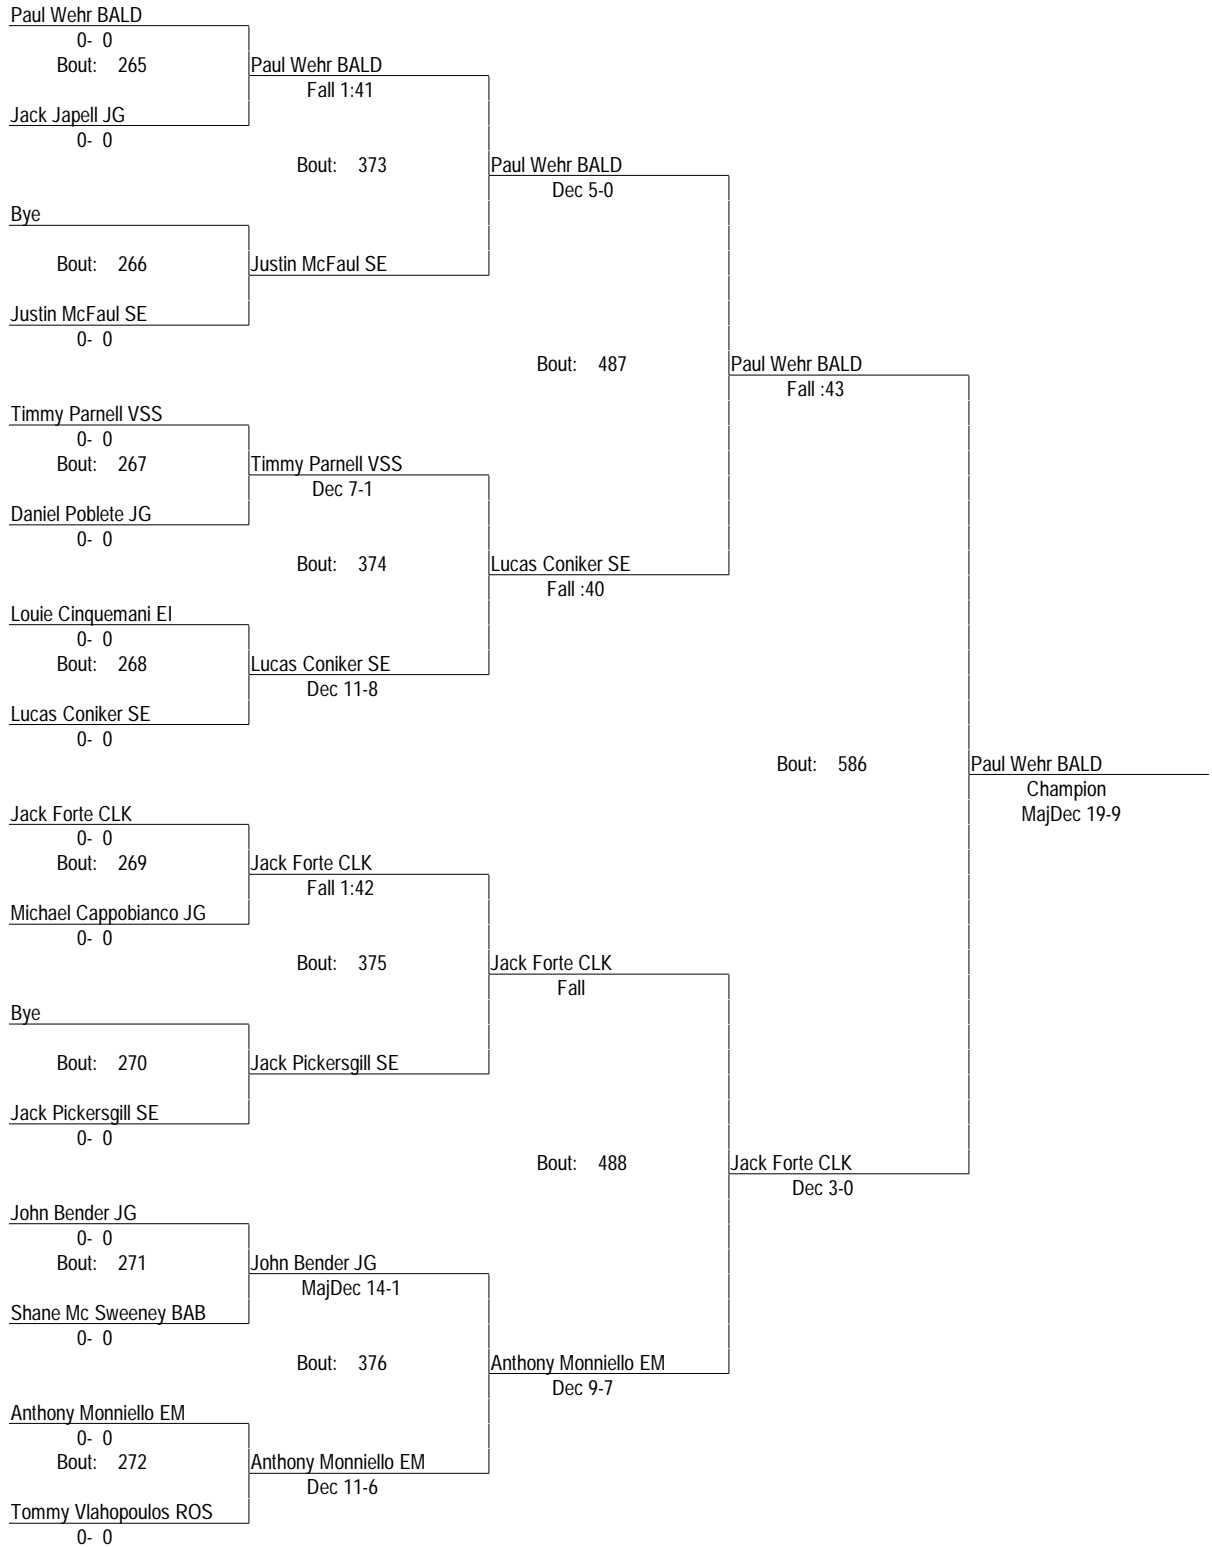 Paul Wehr BALD
0- 0
Bout: 265
Paul Wehr BALD
Fall 1:41
Jack Japell JG
0- 0
Bout: 373
Paul Wehr BALD
Dec 5-0
Bye
Bout: 266
Justin McFaul SE
Justin McFaul SE
0- 0
Bout: 487
Paul Wehr BALD
Fall :43
Timmy Parnell VSS
0- 0
Bout: 267
Timmy Parnell VSS
Dec 7-1
Daniel Poblete JG
0- 0
Bout: 374
Lucas Coniker SE
Fall :40
Louie Cinquemani EI
0- 0
Bout: 268
Lucas Coniker SE
Dec 11-8
Lucas Coniker SE
0- 0
Bout: 586
Paul Wehr BALD
Champion
MajDec 19-9
Jack Forte CLK
0- 0
Bout: 269
Jack Forte CLK
Fall 1:42
Michael Cappobianco JG
0- 0
Bout: 375
Jack Forte CLK
Fall
Bye
Bout: 270
Jack Pickersgill SE
Jack Pickersgill SE
0- 0
Bout: 488
Jack Forte CLK
Dec 3-0
John Bender JG
0- 0
Bout: 271
John Bender JG
MajDec 14-1
Shane Mc Sweeney BAB
0- 0
Bout: 376
Anthony Monniello EM
Dec 9-7
Anthony Monniello EM
0- 0
Bout: 272
Anthony Monniello EM
Dec 11-6
Tommy Vlahopoulos ROS
0- 0